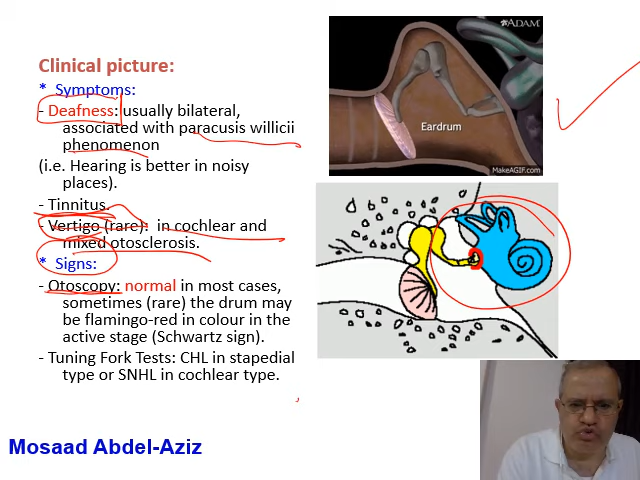 Clinical picture:
* Symptoms:
- Deafness: usually bilateral,
associated with paracusis willicii
phenomenon
(i.e. Hearing is better in noisy
places).
- Tinnitus.
- Vertigo (rare): in cochlear and
mixed otosclerosis.
* Signs:
- Otoscopy: normal in most cases,
sometimes (rare) the drum may
be flamingo-red in colour in the
active stage (Schwartz sign).
- Tuning Fork Tests: CHL in stapedial
type or SNHL in cochlear type.
Mosaad Abdel-Aziz
ADAM
Eardrum
MakeAGIF.com